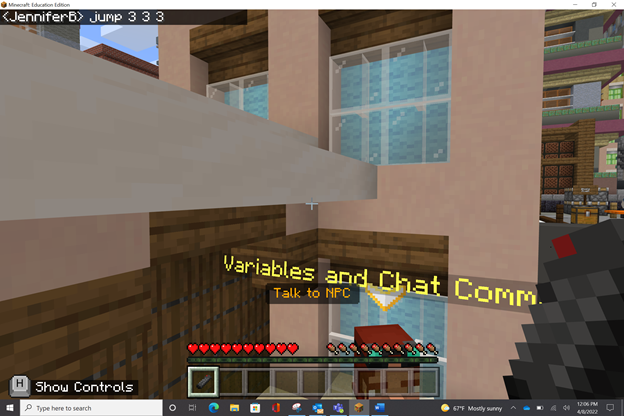 Minecraft: Education Edition
<JenniferB> jump 3 3 3
Variables and Chat Comm
Talk to NPC
H Show Controls
Type here to search
67°F Mostly sunny
12:06 PM
4/8/2022